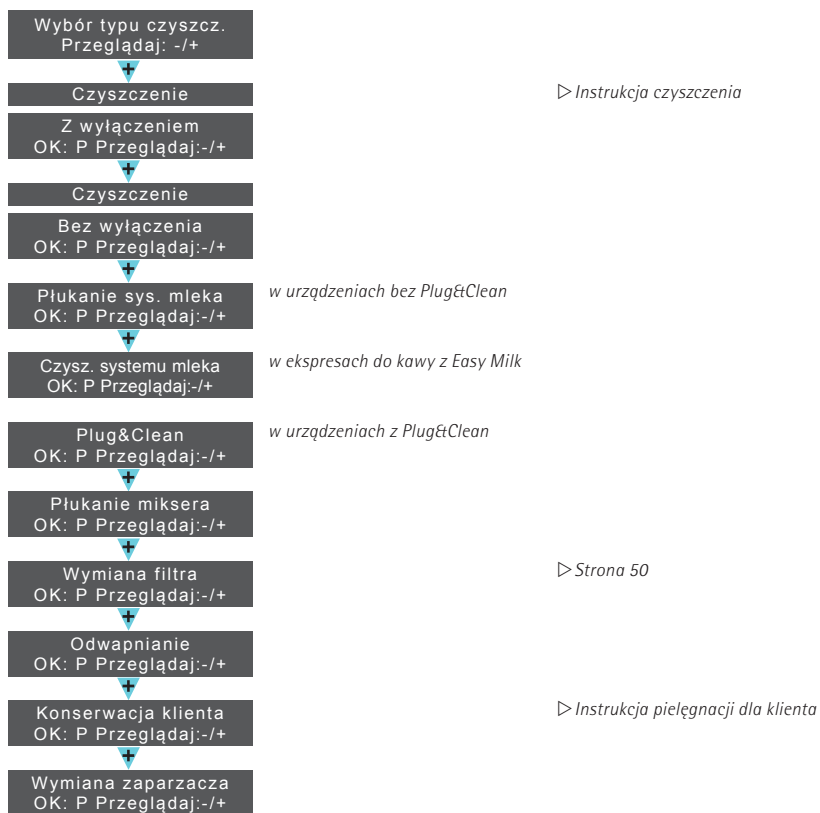 Wybór typu czyszcz.
Przeglądaj: -/+
+
Czyszczenie
▷ Instrukcja czyszczenia
Z wyłączeniem
OK: P Przeglądaj:-/+
+
Czyszczenie
Bez wyłączenia
OK: P Przeglądaj:-/+
+
Płukanie sys. mleka
OK: P Przeglądaj:-/+
w urządzeniach bez Plug&Clean
+
Czysz. systemu mleka
OK: P Przeglądaj:-/+
w ekspresach do kawy z Easy Milk
Plug&Clean
OK: P Przeglądaj:-/+
w urządzeniach z Plug&Clean
+
Płukanie miksera
OK: P Przeglądaj:-/+
+
Wymiana filtra
OK: P Przeglądaj:-/+
▷ Strona 50
+
Odwapnianie
OK: P Przeglądaj:-/+
+
Konserwacja klienta
OK: P Przeglądaj:-/+
▷ Instrukcja pielęgnacji dla klienta
+
Wymiana zaparzacza
OK: P Przeglądaj:-/+